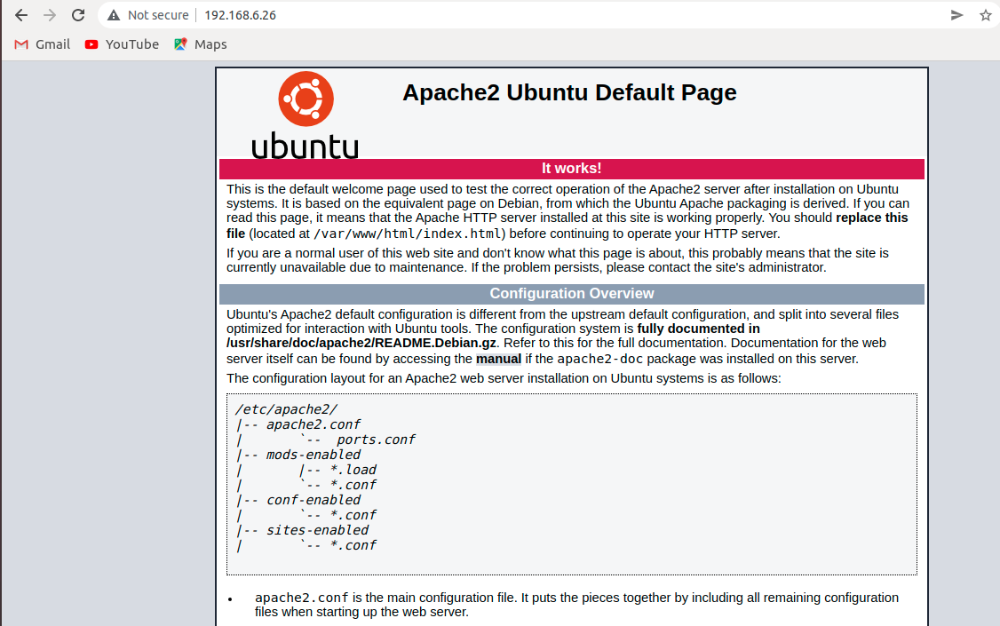 Not secure | 192.168.6.26
Gmail YouTube Maps
ubuntu
Apache2 Ubuntu Default Page
It works!
This is the default welcome page used to test the correct operation of the Apache2 server after installation on Ubuntu
systems. It is based on the equivalent page on Debian, from which the Ubuntu Apache packaging is derived. If you can
read this page, it means that the Apache HTTP server installed at this site is working properly. You should replace this
file (located at /var/www/html/index.html) before continuing to operate your HTTP server.
If you are a normal user of this web site and don't know what this page is about, this probably means that the site is
currently unavailable due to maintenance. If the problem persists, please contact the site's administrator.
Configuration Overview
Ubuntu's Apache2 default configuration is different from the upstream default configuration, and split into several files
optimized for interaction with Ubuntu tools. The configuration system is fully documented in
/usr/share/doc/apache2/README.Debian.gz. Refer to this for the full documentation. Documentation for the web
server itself can be found by accessing the manual if the apache2-doc package was installed on this server.
The configuration layout for an Apache2 web server installation on Ubuntu systems is as follows:
/etc/apache2/
|-- apache2.conf
|       `--  ports.conf
|-- mods-enabled
|       |-- *.load
|       `-- *.conf
|-- conf-enabled
|       `-- *.conf
|-- sites-enabled
|       `-- *.conf
• apache2.conf is the main configuration file. It puts the pieces together by including all remaining configuration
files when starting up the web server.